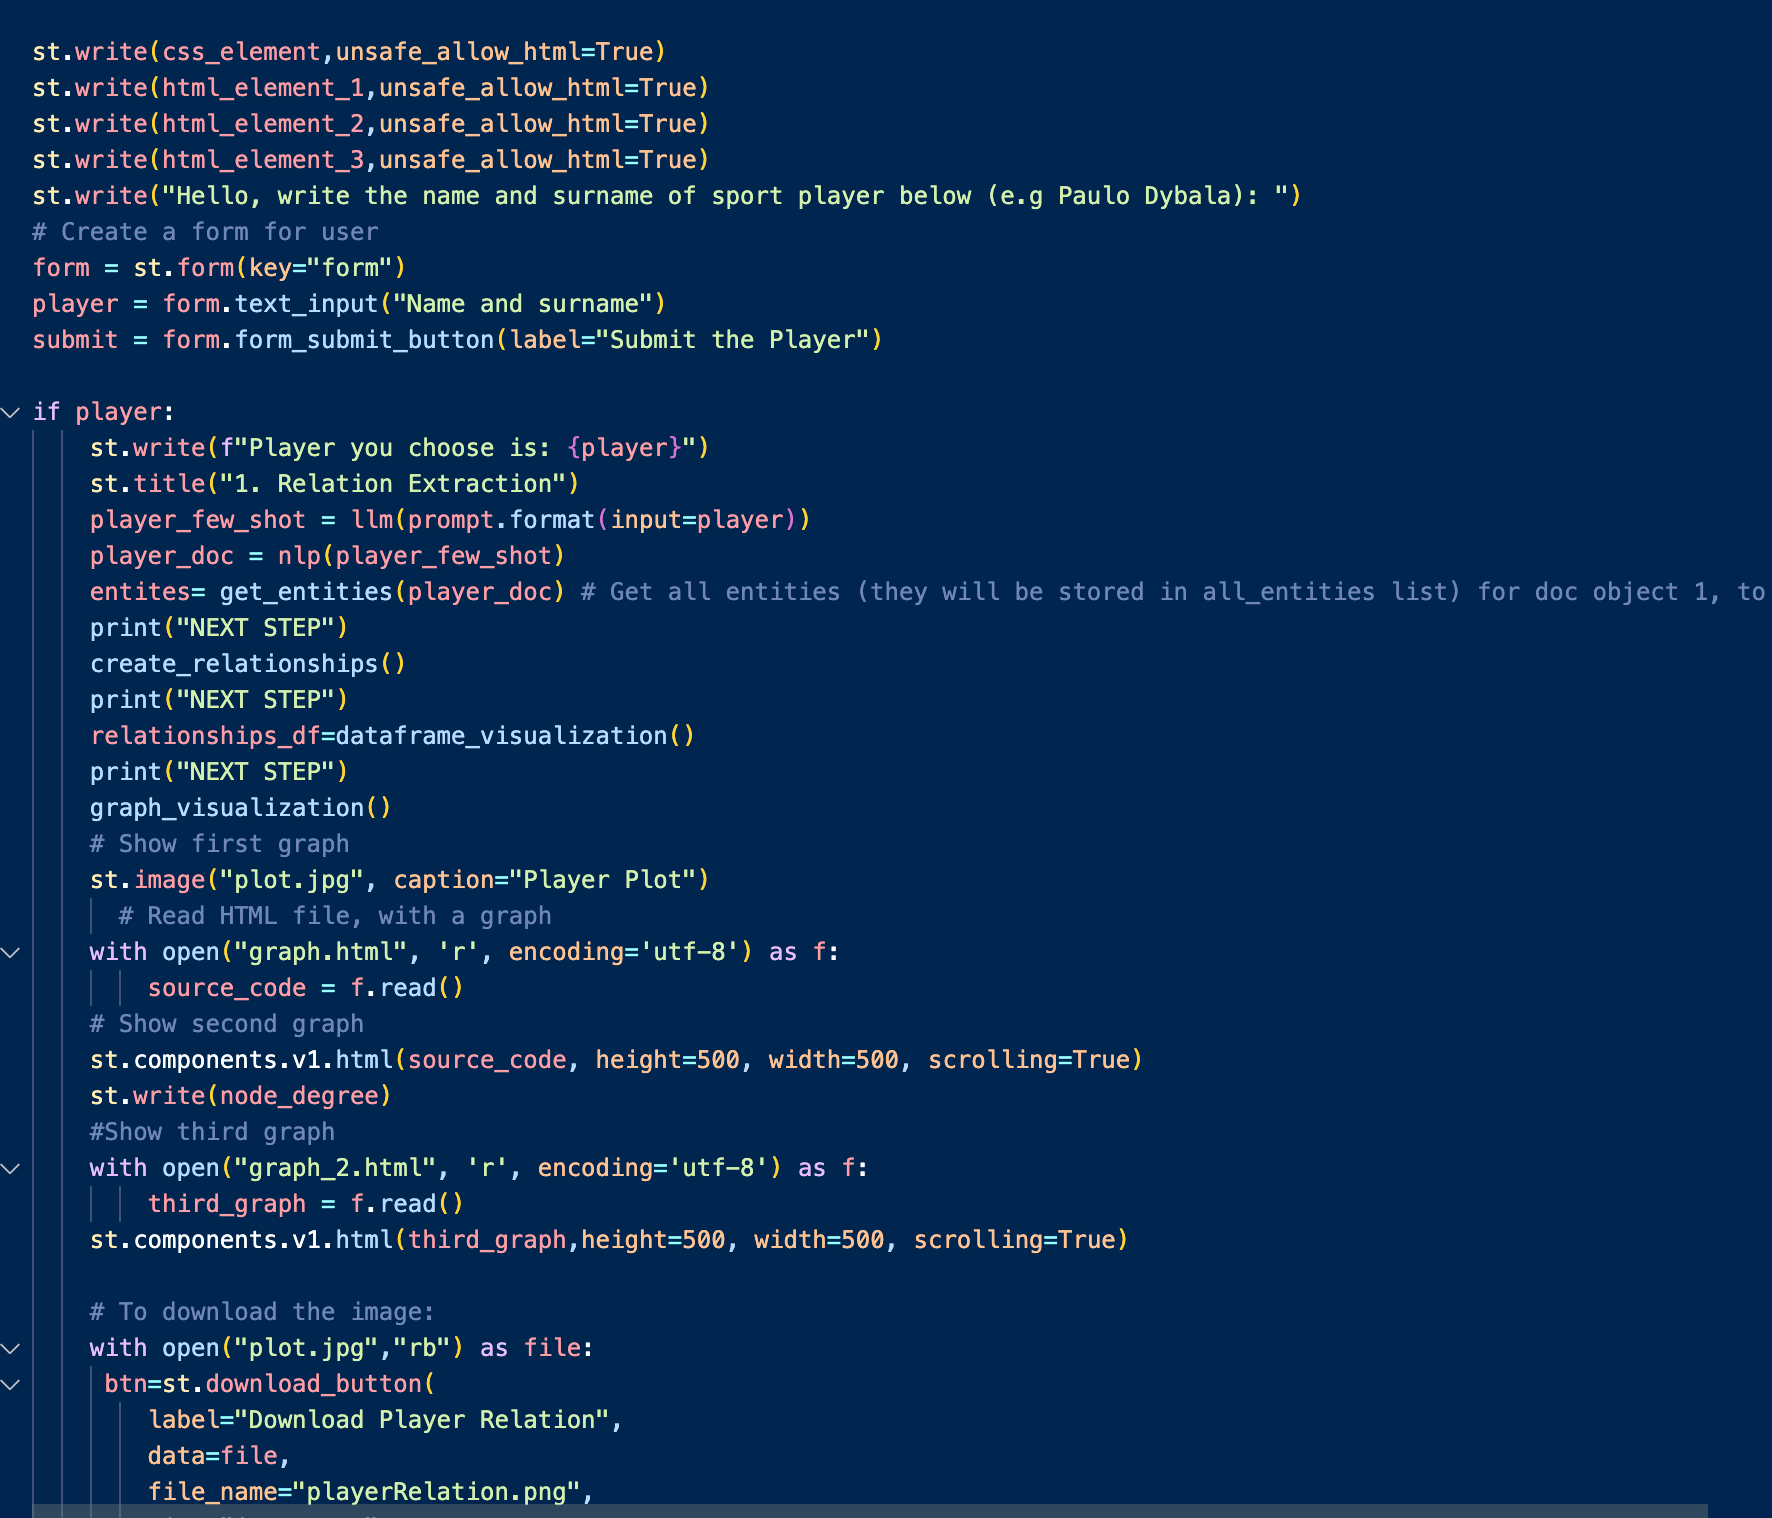 st.write(css_element,unsafe_allow_html=True)
st.write(html_element_1,unsafe_allow_html=True)
st.write(html_element_2,unsafe_allow_html=True)
st.write(html_element_3,unsafe_allow_html=True)
st.write("Hello, write the name and surname of sport player below (e.g Paulo Dybala): ")
# Create a form for user
form = st.form(key="form")
player = form.text_input("Name and surname")
submit = form.form_submit_button(label="Submit the Player")
if player:
st.write(f"Player you choose is: {player}")
st.title("1. Relation Extraction")
player_few_shot = llm(prompt.format(input=player))
player_doc = nlp(player_few_shot)
entites= get_entities(player_doc) # Get all entities (they will be stored in all_entities list) for doc object 1, to
print("NEXT STEP")
create_relationships()
print("NEXT STEP")
relationships_df=dataframe_visualization()
print("NEXT STEP")
graph_visualization()
# Show first graph
st.image("plot.jpg", caption="Player Plot")
# Read HTML file, with a graph
with open("graph.html", 'r', encoding='utf-8') as f:
source_code = f.read()
# Show second graph
st.components.v1.html(source_code, height=500, width=500, scrolling=True)
st.write(node_degree)
#Show third graph
with open("graph_2.html", 'r', encoding='utf-8') as f:
third_graph = f.read()
st.components.v1.html(third_graph,height=500, width=500, scrolling=True)
# To download the image:
with open("plot.jpg","rb") as file:
btn=st.download_button(
label="Download Player Relation",
data=file,
file_name="playerRelation.png",